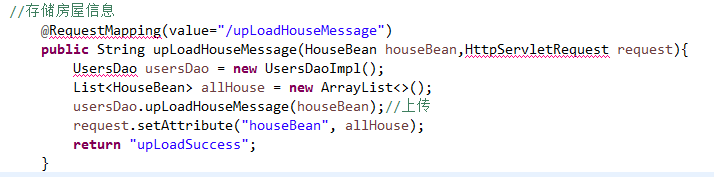 //存储房屋信息
@RequestMapping(value="/upLoadHouseMessage")
public String upLoadHouseMessage(HouseBean houseBean,HttpServletRequest request){
UsersDao usersDao = new UsersDaoImpl();
List<HouseBean> allHouse = new ArrayList<>();
usersDao.upLoadHouseMessage(houseBean);//上传
request.setAttribute("houseBean", allHouse);
return "upLoadSuccess";
}